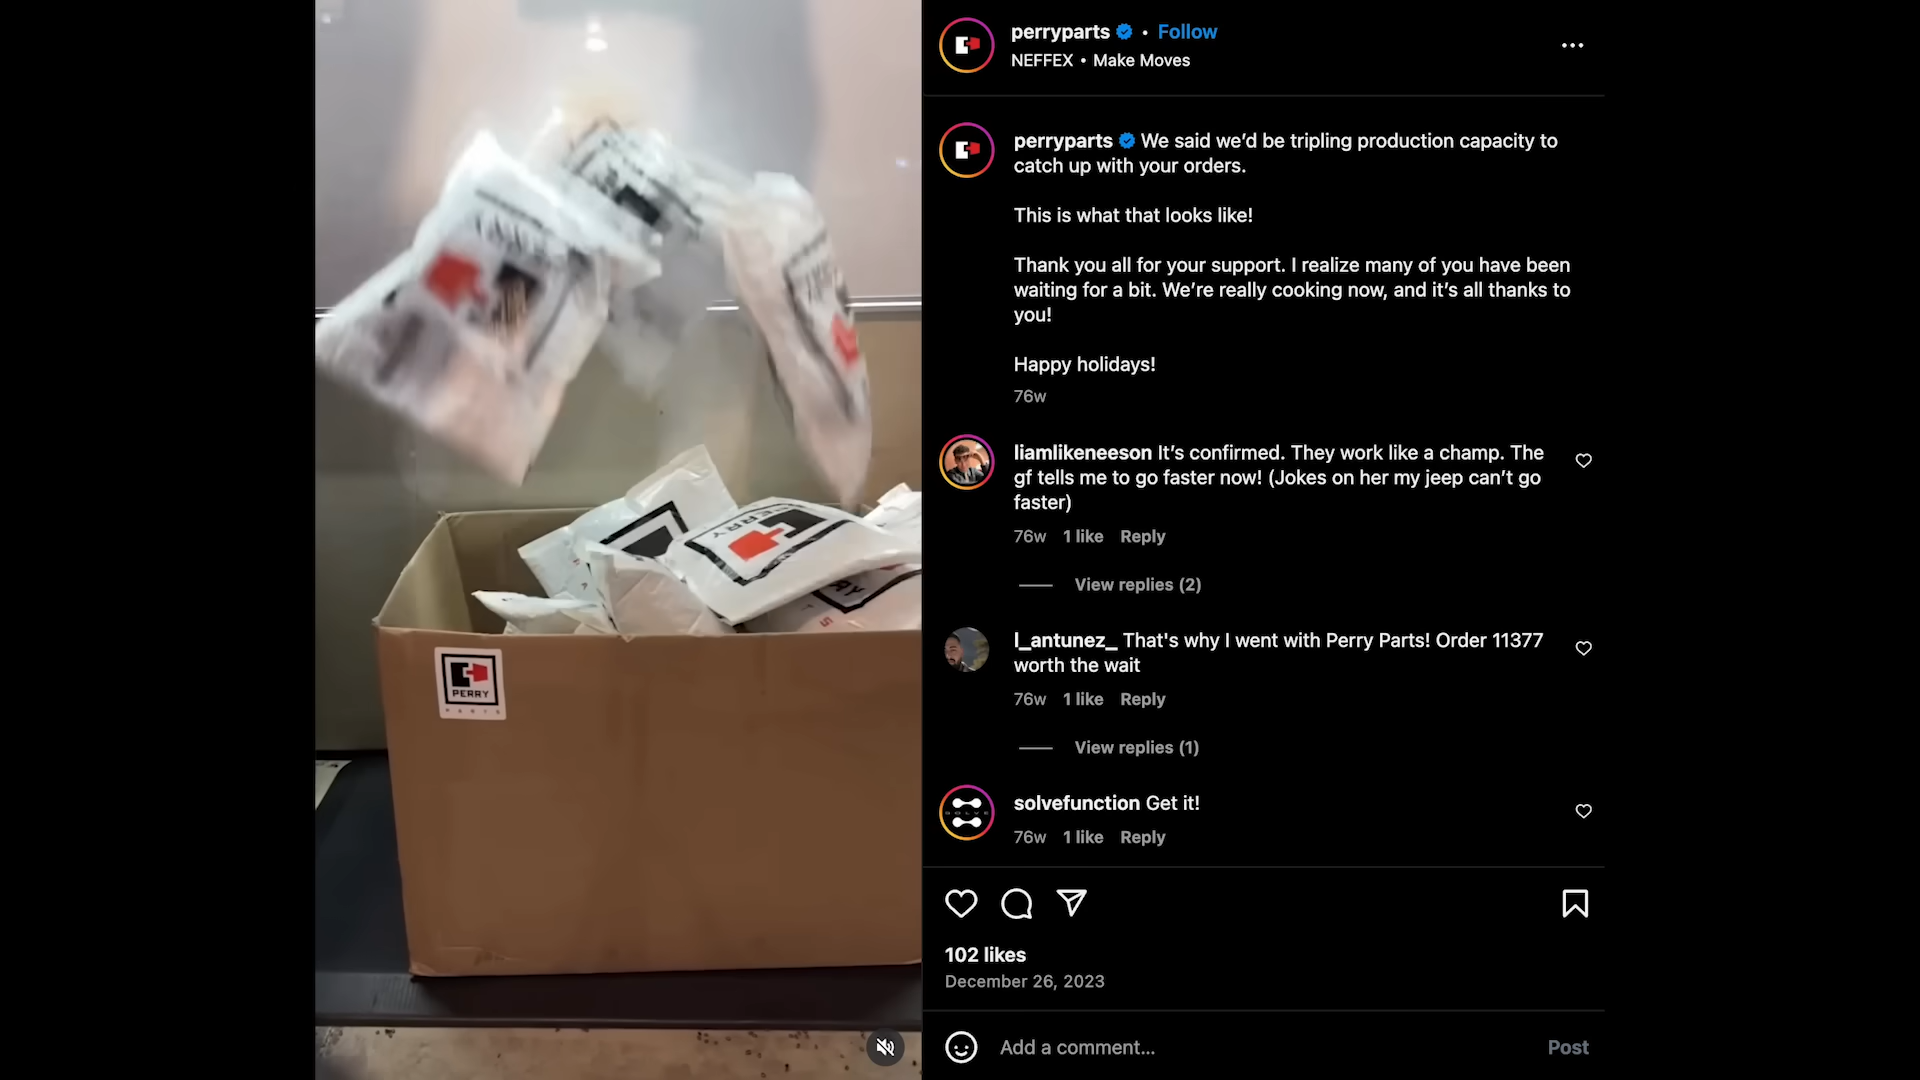 perryparts • Follow
NEFFEX • Make Moves
perryparts We said we’d be tripling production capacity to
catch up with your orders.
This is what that looks like!
Thank you all for your support. I realize many of you have been
waiting for a bit. We’re really cooking now, and it’s all thanks to
you!
Happy holidays!
76w
liamlikeneeson It’s confirmed. They work like a champ. The
gf tells me to go faster now! (Jokes on her my jeep can’t go
faster)
76w 1 like Reply
View replies (2)
l_antunez_ That's why I went with Perry Parts! Order 11377
worth the wait
76w 1 like Reply
View replies (1)
solvefunction Get it!
76w 1 like Reply
102 likes
December 26, 2023
Add a comment... Post
PERRY
PERRY
PARTS